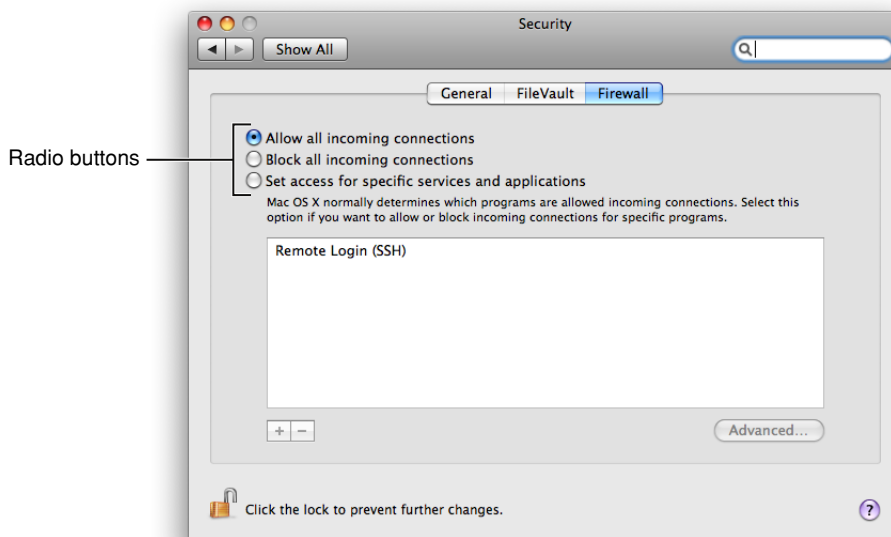 Security
Show All
General FileVault Firewall
Radio buttons
Allow all incoming connections
Block all incoming connections
Set access for specific services and applications
Mac OS X normally determines which programs are allowed incoming connections. Select this
option if you want to allow or block incoming connections for specific programs.
Remote Login (SSH)
+ −
Advanced...
Click the lock to prevent further changes.
?